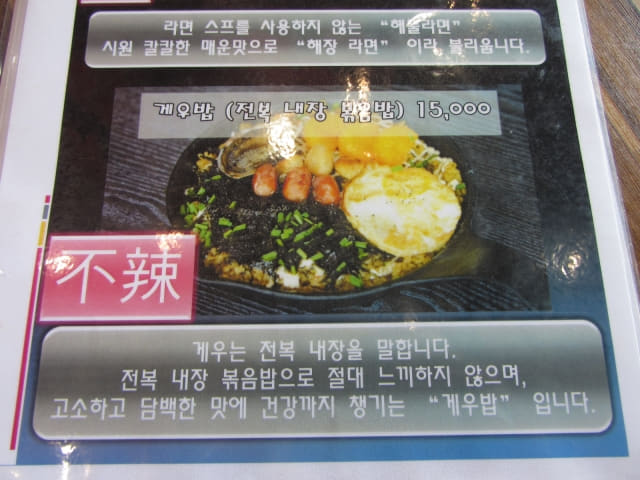 라면 스프를 사용하지 않는 “해물라면”
시원 칼칼한 매운맛으로 “해장 라면” 이라 불리웁니다.
게우밥 (전복 내장 볶음밥) 15,000
不辣
게우는 전복 내장을 말합니다.
전복 내장 볶음밥으로 절대 느끼하지 않으며,
고소하고 담백한 맛에 건강까지 챙기는 “게우밥” 입니다.